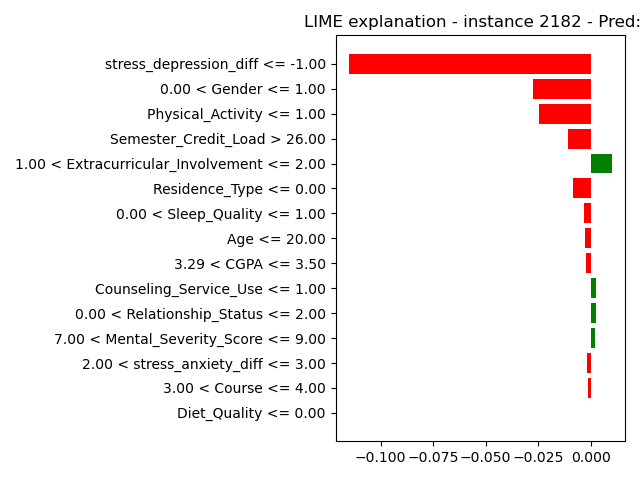 LIME explanation - instance 2182 - Pred:
stress_depression_diff <= -1.00
0.00 < Gender <= 1.00
Physical_Activity <= 1.00
Semester_Credit_Load > 26.00
1.00 < Extracurricular_Involvement <= 2.00
Residence_Type <= 0.00
0.00 < Sleep_Quality <= 1.00
Age <= 20.00
3.29 < CGPA <= 3.50
Counseling_Service_Use <= 1.00
0.00 < Relationship_Status <= 2.00
7.00 < Mental_Severity_Score <= 9.00
2.00 < stress_anxiety_diff <= 3.00
3.00 < Course <= 4.00
Diet_Quality <= 0.00
−0.100 −0.075 −0.050 −0.025 0.000